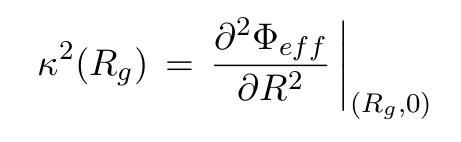 κ²(R_g) = ∂²Φ_eff / ∂R² |_(R_g,0)